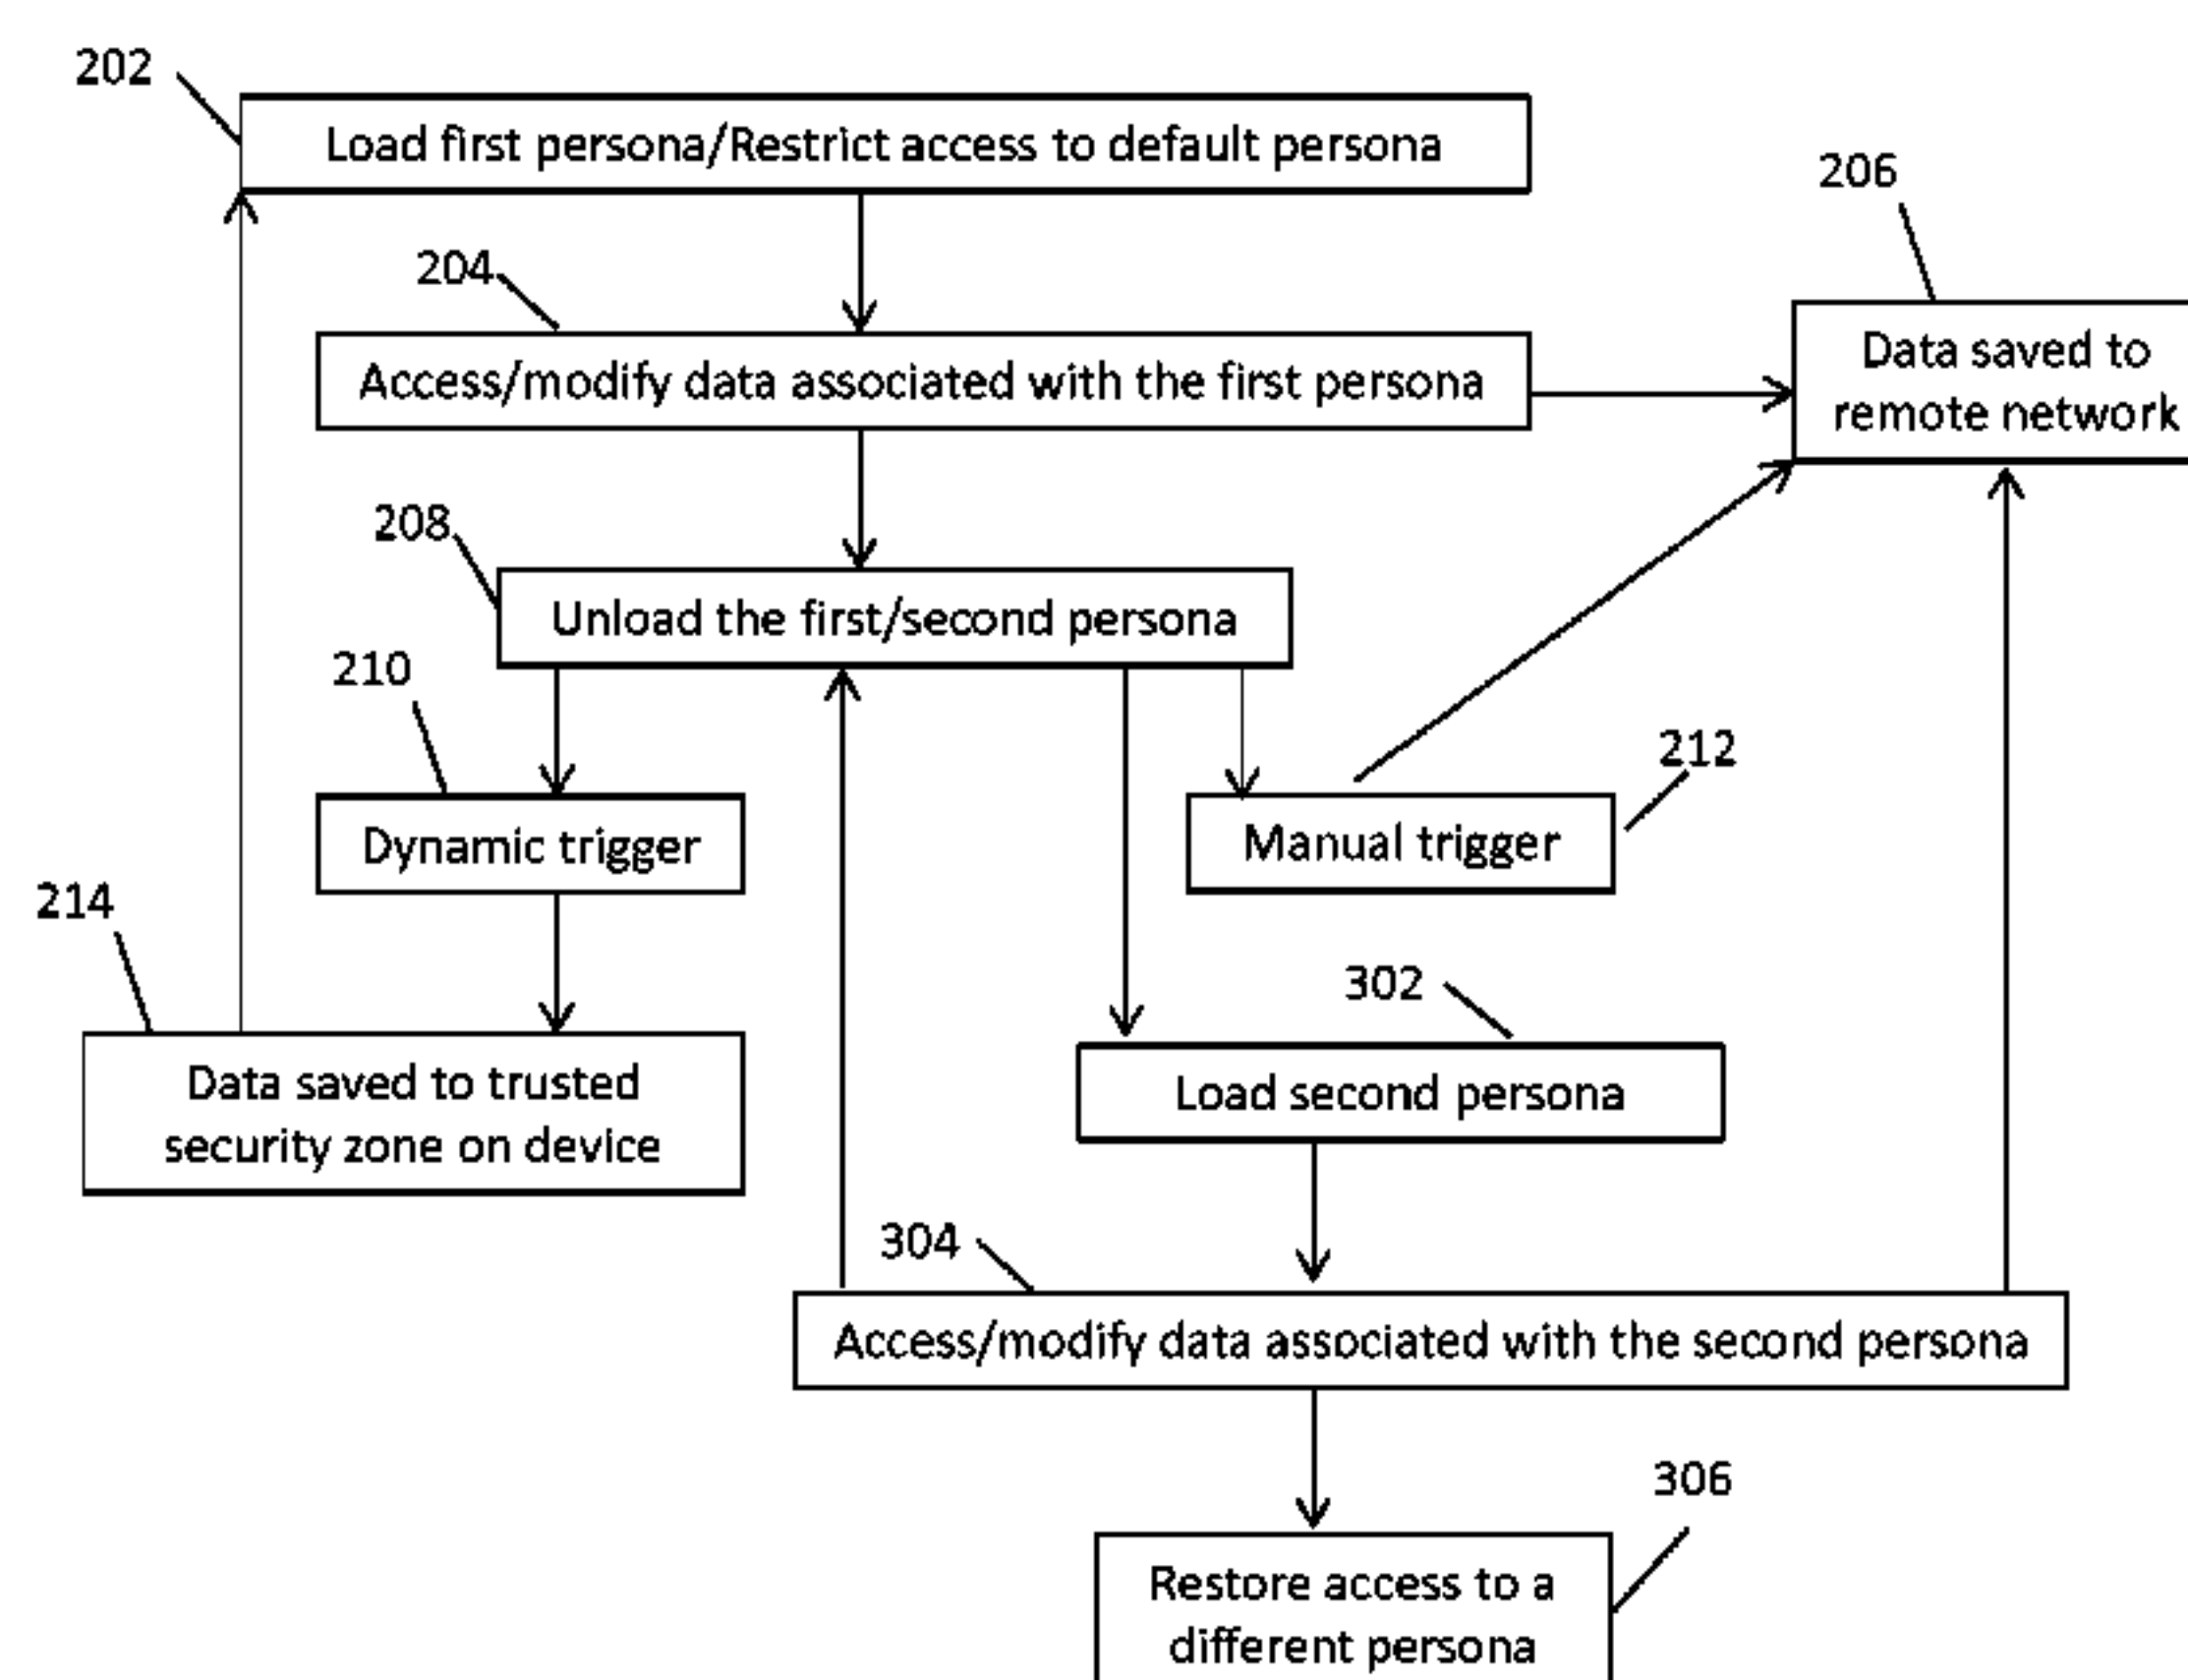 202
Load first persona/Restrict access to default persona
206
204
Data saved to
remote network
Access/modify data associated with the first persona
208
Unload the first/second persona
210
212
Dynamic trigger
Manual trigger
214
302
Data saved to trusted
security zone on device
Load second persona
304
Access/modify data associated with the second persona
306
Restore access to a
different persona